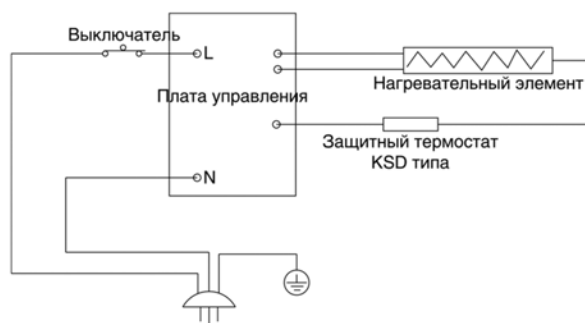 Выключатель
L
Плата управления
N
Нагревательный элемент
Защитный термостат
KSD типа